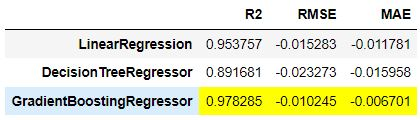 R2 RMSE MAE
LinearRegression 0.953757 -0.015283 -0.011781
DecisionTreeRegressor 0.891681 -0.023273 -0.015958
GradientBoostingRegressor 0.978285 -0.010245 -0.006701